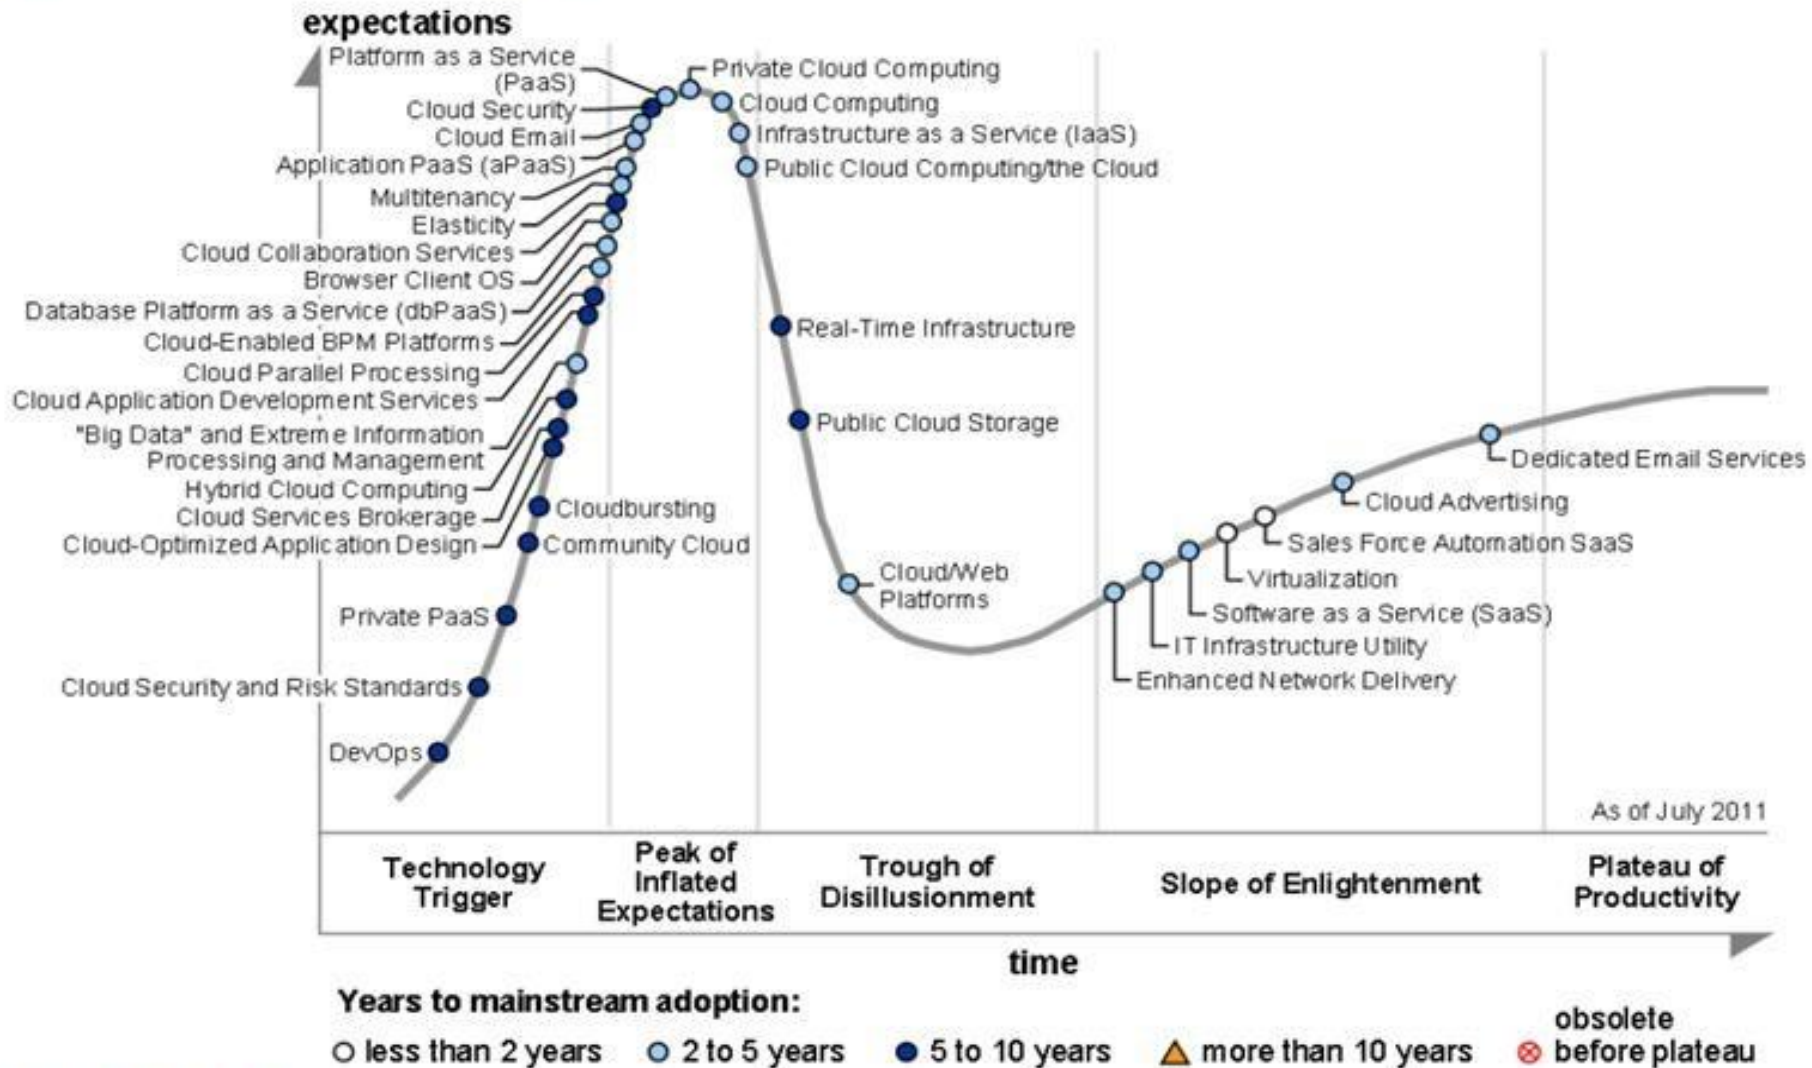 expectations
Platform as a Service
(PaaS)
Cloud Security
Cloud Email
Application PaaS (aPaaS)
Multitenancy
Elasticity
Cloud Collaboration Services
Browser Client OS
Database Platform as a Service (dbPaaS)
Cloud-Enabled BPM Platforms
Cloud Parallel Processing
Cloud Application Development Services
"Big Data" and Extreme Information
Processing and Management
Hybrid Cloud Computing
Cloud Services Brokerage
Cloud-Optimized Application Design
Cloudbursting
Community Cloud
Private PaaS
Cloud Security and Risk Standards
DevOps
Private Cloud Computing
Cloud Computing
Infrastructure as a Service (IaaS)
Public Cloud Computing/the Cloud
Real-Time Infrastructure
Public Cloud Storage
Cloud/Web
Platforms
Dedicated Email Services
Cloud Advertising
Sales Force Automation SaaS
Virtualization
Software as a Service (SaaS)
IT Infrastructure Utility
Enhanced Network Delivery
As of July 2011
Technology
Trigger
Peak of
Inflated
Expectations
Trough of
Disillusionment
Slope of Enlightenment
Plateau of
Productivity
time
Years to mainstream adoption:
less than 2 years
2 to 5 years
5 to 10 years
more than 10 years
obsolete
before plateau